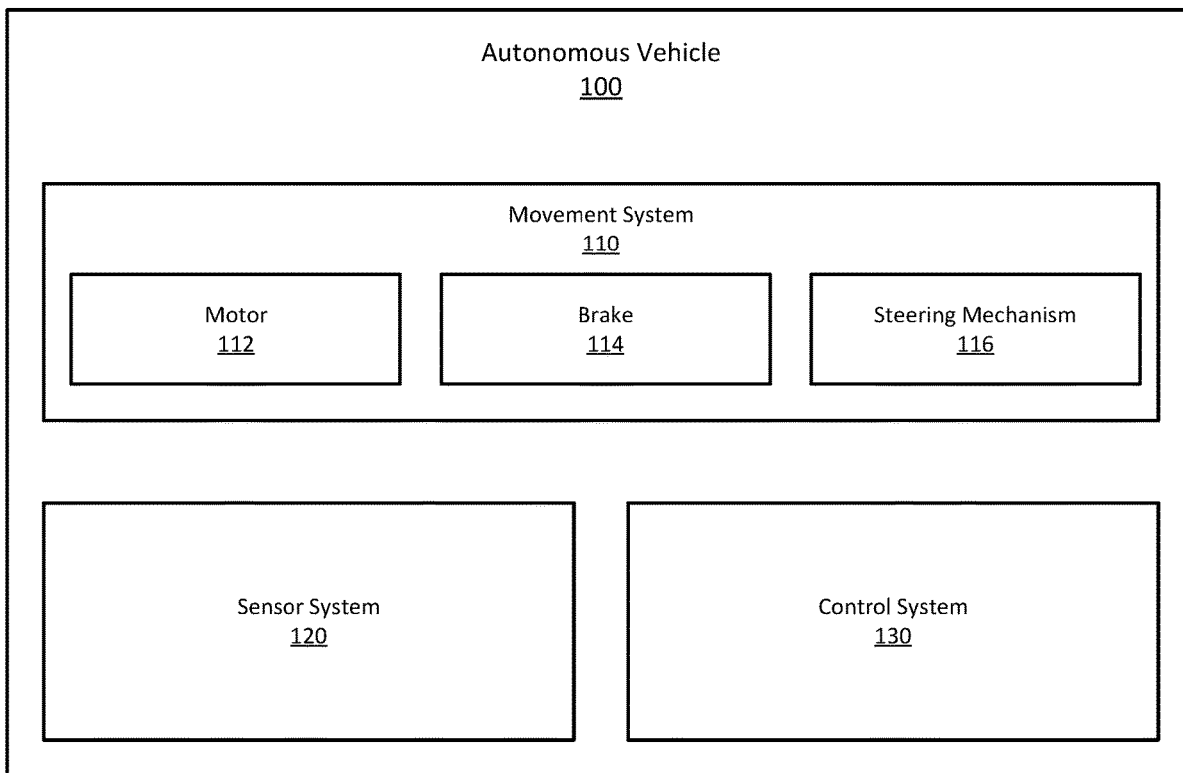 Autonomous Vehicle
100
Movement System
110
Motor
112
Brake
114
Steering Mechanism
116
Sensor System
120
Control System
130